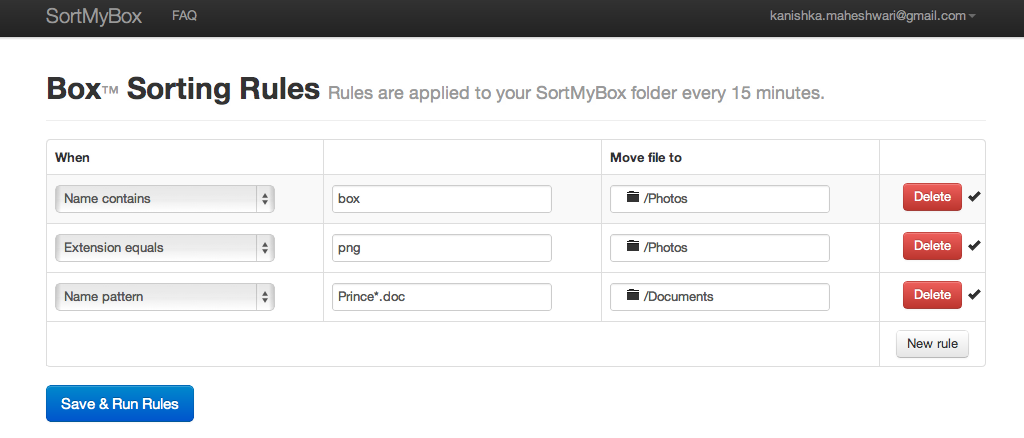 SortMyBox FAQ kanishka.maheshwari@gmail.com
Box™ Sorting Rules Rules are applied to your SortMyBox folder every 15 minutes.
When Move file to
Name contains box /Photos Delete
Extension equals png /Photos Delete
Name pattern Prince*.doc /Documents Delete
New rule
Save & Run Rules